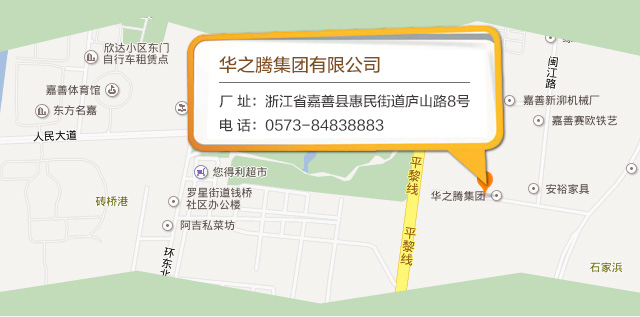 华之腾集团有限公司
厂 址：浙江省嘉善县惠民街道庐山路8号
电 话：0573-84838883
欣达小区东门
自行车租赁点
嘉善体育馆
东方名嘉
人民大道
您得利超市
罗星街道钱桥
社区办公楼
砖桥港
阿吉私菜坊
环东北
平黎线
平黎线
闽江路
嘉善新泖机械厂
嘉善赛欧铁艺
华之腾集团
安裕家具
石家浜